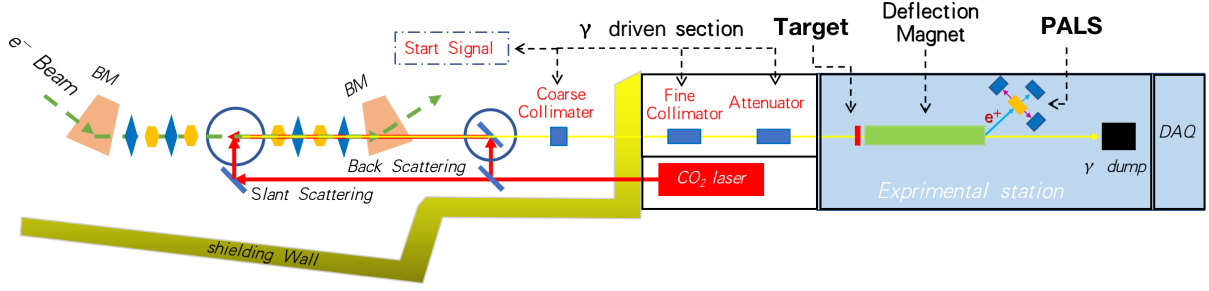 e⁻ Beam
BM
BM
Start Signal
γ driven section
Target
Deflection
Magnet
PALS
Coarse
Collimater
Fine
Collimator
Attenuator
e⁺
DAQ
γ dump
Back Scattering
Slant Scattering
CO₂ laser
Exprimental station
shielding Wall